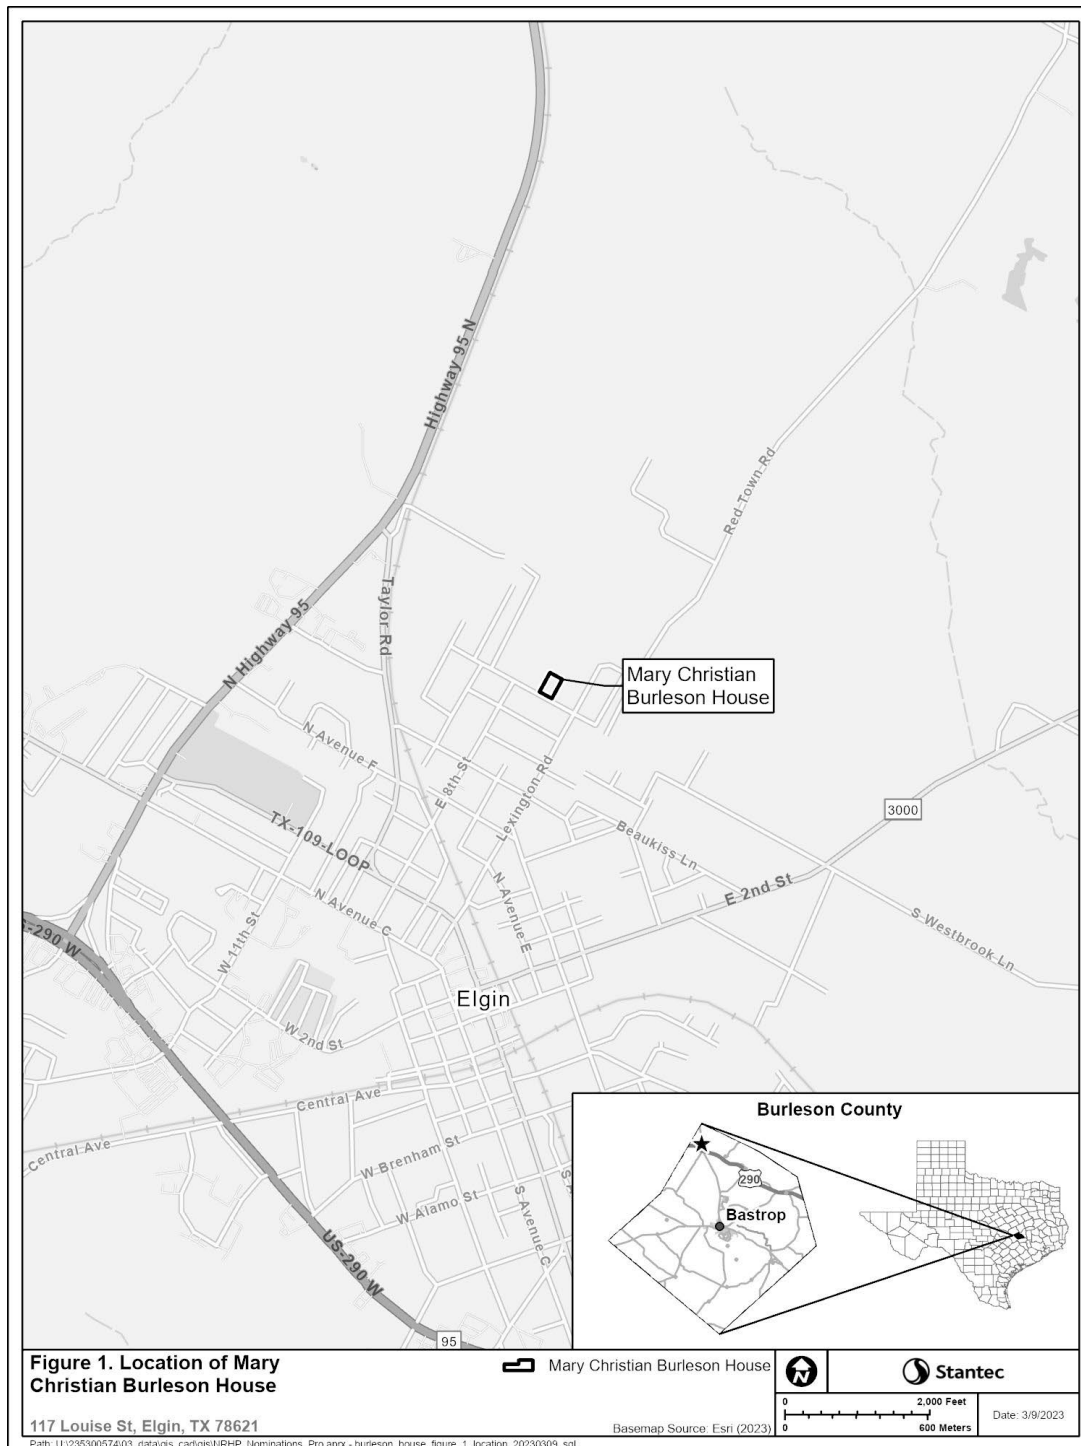 Highway 95 N
Red Town Rd
Taylor Rd
N Highway 95
Mary Christian
Burleson House
N Avenue F
E 8th St
Lexington Rd
3000
TX-109-LOOP
Beaukiss Ln
E 2nd St
N Avenue E
N Avenue C
S Westbrook Ln
W 11th St
-290 W
Elgin
W 2nd St
Central Ave
Central Ave
W Brenham St
W Alamo St
S Avenue C
US-290 W
95
Burleson County
290
Bastrop
Figure 1. Location of Mary
Christian Burleson House
117 Louise St, Elgin, TX 78621
Mary Christian Burleson House
Basemap Source: Esri (2023)
N
Stantec
0 2,000 Feet
0 600 Meters
Date: 3/9/2023